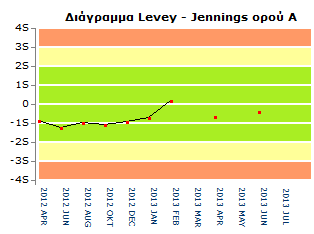 Διάγραμμα Levey - Jennings ορού Α
4S
3S
2S
1S
0
-1S
-2S
-3S
-4S
2012 APR
2012 JUN
2012 AUG
2012 OKT
2012 DEC
2013 JAN
2013 FEB
2013 MAR
2013 APR
2013 MAY
2013 JUN
2013 JUL